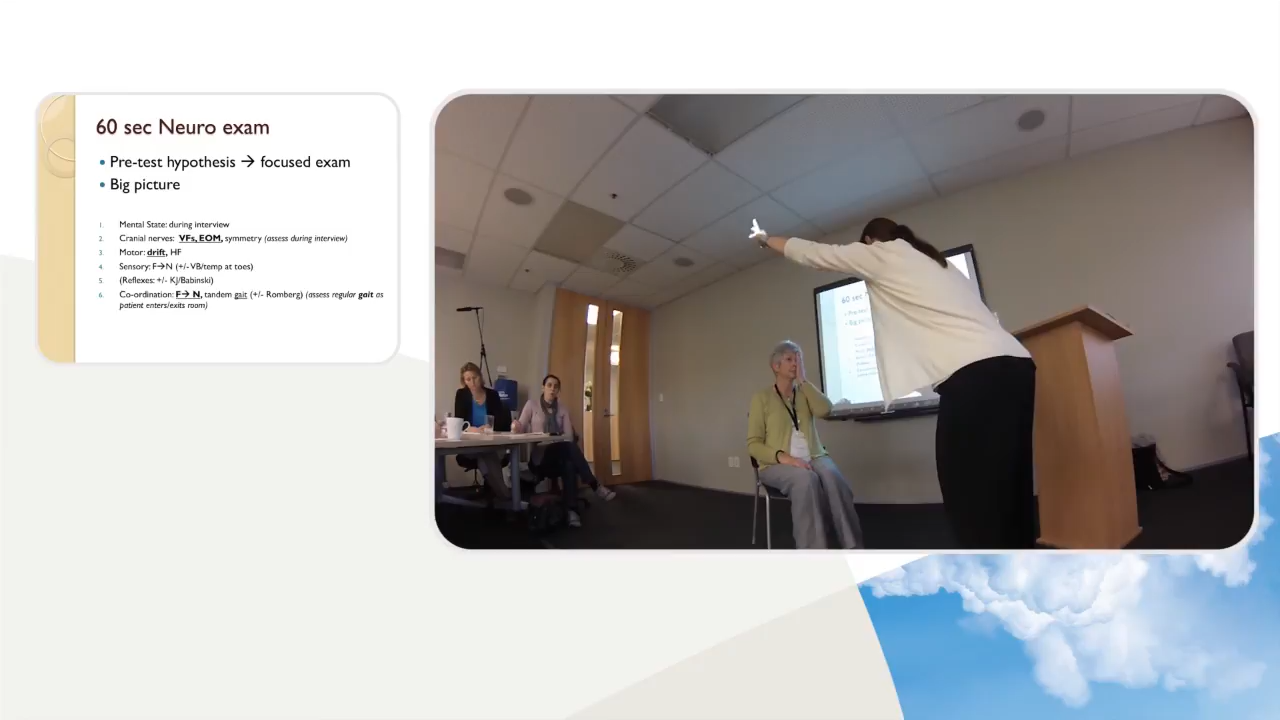 60 sec Neuro exam
• Pre-test hypothesis → focused exam
• Big picture
1. Mental State: during interview
2. Cranial nerves: VFs, EOM, symmetry (assess during interview)
3. Motor: drift, HF
4. Sensory: F→N (+/- VB/temp at toes)
5. (Reflexes: +/- KJ/Babinski)
6. Co-ordination: F→ N, tandem gait (+/- Romberg) (assess regular gait as
patient enters/exits room)
60 s